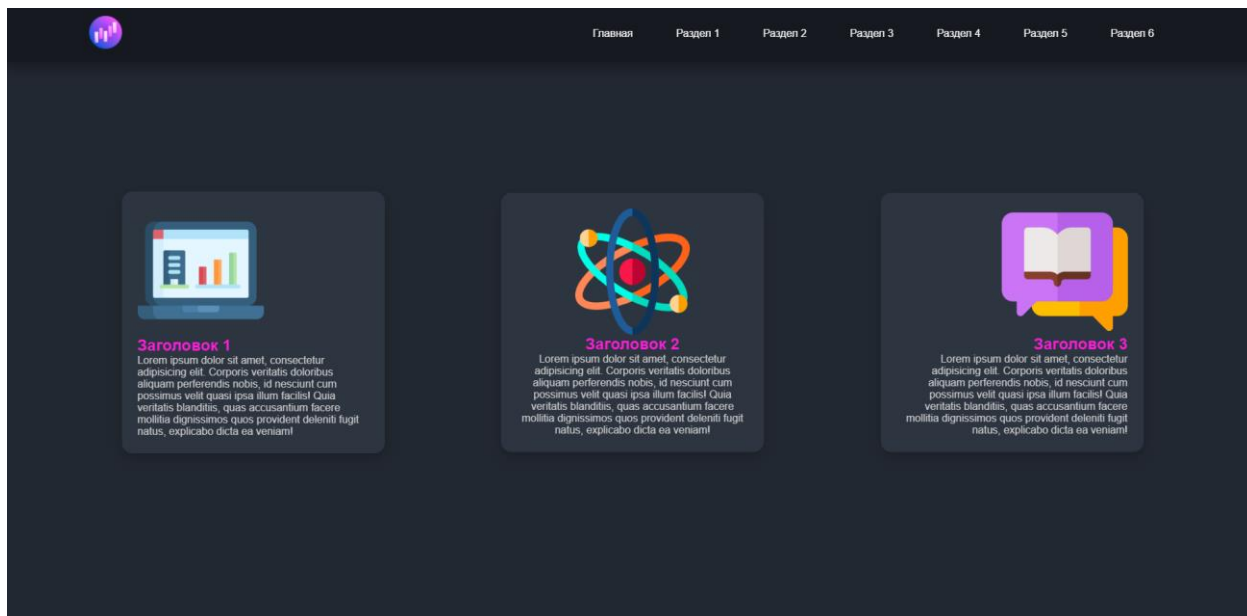 Главная Раздел 1 Раздел 2 Раздел 3 Раздел 4 Раздел 5 Раздел 6
Заголовок 1
Lorem ipsum dolor sit amet, consectetur
adipisicing elit. Corporis veritatis doloribus
aliquam perferendis nobis, id nesciunt cum
possimus velit quasi ipsa illum facilis! Quia
veritatis blanditiis, quas accusantium facere
mollitia dignissimos quos provident deleniti fugit
natus, explicabo dicta ea veniam!
Заголовок 2
Lorem ipsum dolor sit amet, consectetur
adipisicing elit. Corporis veritatis doloribus
aliquam perferendis nobis, id nesciunt cum
possimus velit quasi ipsa illum facilis! Quia
veritatis blanditiis, quas accusantium facere
mollitia dignissimos quos provident deleniti fugit
natus, explicabo dicta ea veniam!
Заголовок 3
Lorem ipsum dolor sit amet, consectetur
adipisicing elit. Corporis veritatis doloribus
aliquam perferendis nobis, id nesciunt cum
possimus velit quasi ipsa illum facilis! Quia
veritatis blanditiis, quas accusantium facere
mollitia dignissimos quos provident deleniti fugit
natus, explicabo dicta ea veniam!